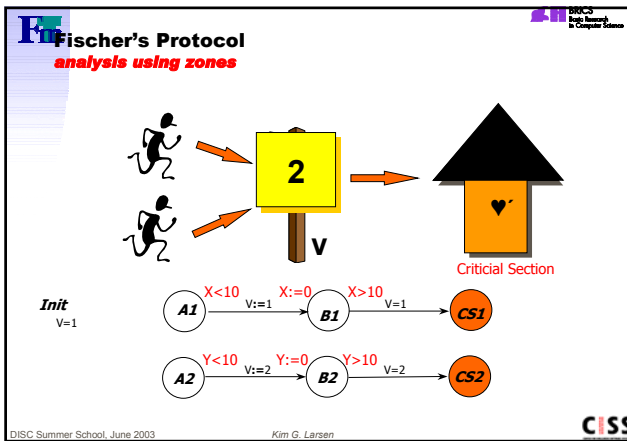 BRICS
Basic Research
in Computer Science
Fischer's Protocol
analysis using zones
2
V
Criticial Section
Init
V=1
A1
X<10
V:=1
X:=0
B1
X>10
V=1
CS1
A2
Y<10
V:=2
Y:=0
B2
Y>10
V=2
CS2
DISC Summer School, June 2003
Kim G. Larsen
CISS